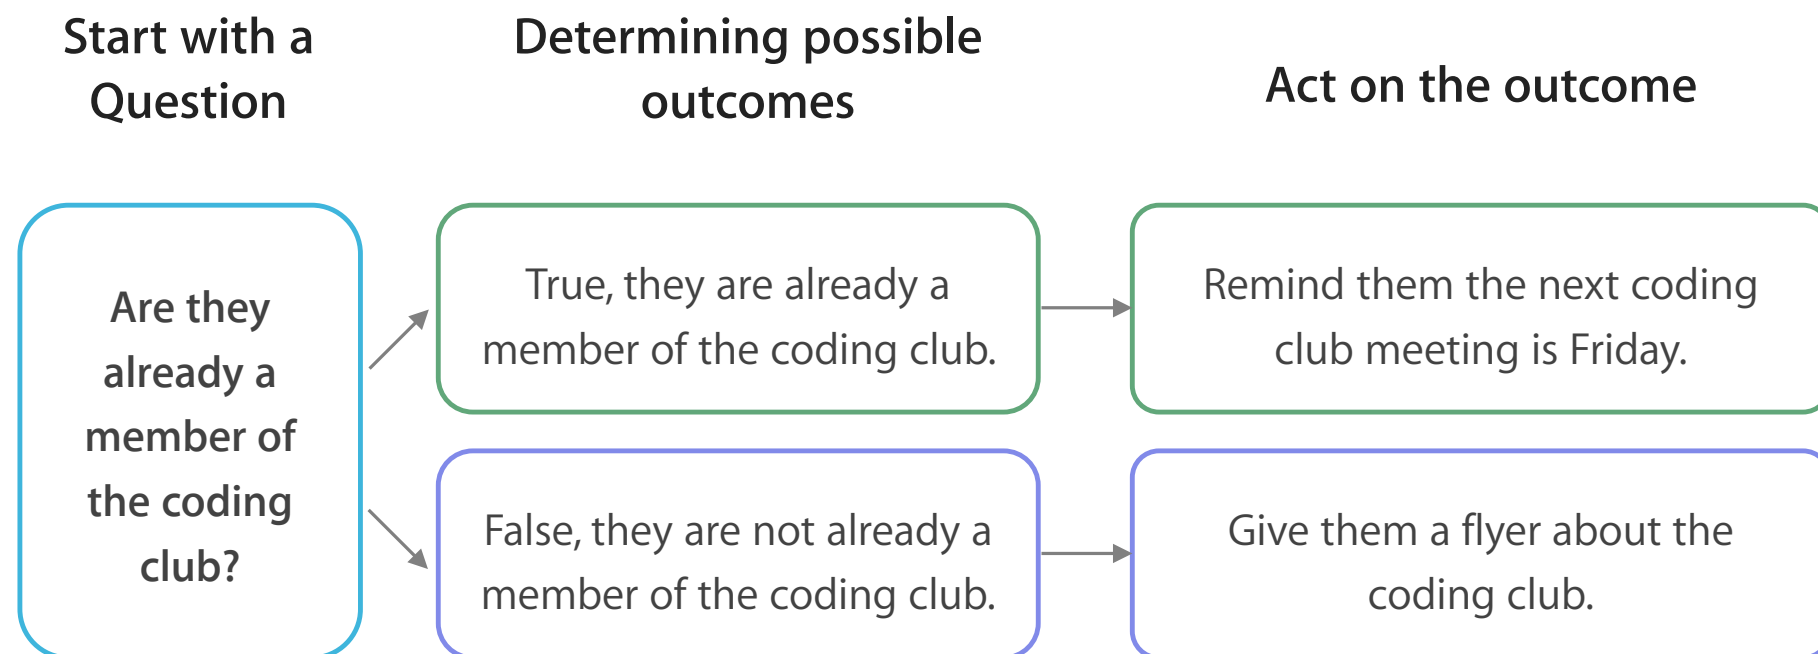 Start with a
Question
Determining possible
outcomes
Act on the outcome
Are they
already a
member of
the coding
club?
True, they are already a
member of the coding club.
Remind them the next coding
club meeting is Friday.
False, they are not already a
member of the coding club.
Give them a flyer about the
coding club.